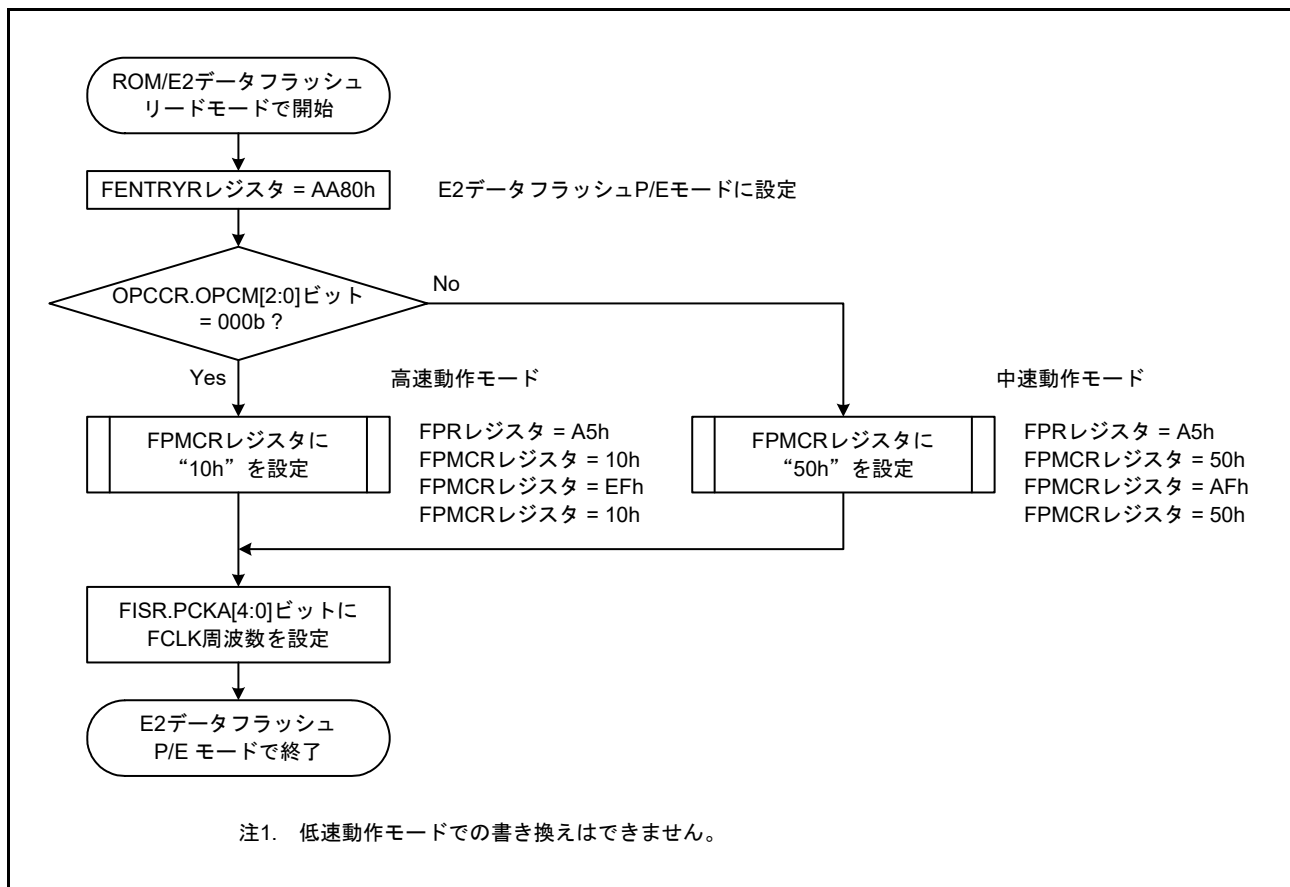 ROM/E2データフラッシュ
リードモードで開始
FENTRYRレジスタ = AA80h
E2データフラッシュP/Eモードに設定
OPCCR.OPCM[2:0]ビット
= 000b ?
No
Yes
高速動作モード
中速動作モード
FPMCRレジスタに
“10h” を設定
FPRレジスタ = A5h
FPMCRレジスタ = 10h
FPMCRレジスタ = EFh
FPMCRレジスタ = 10h
FPMCRレジスタに
“50h” を設定
FPRレジスタ = A5h
FPMCRレジスタ = 50h
FPMCRレジスタ = AFh
FPMCRレジスタ = 50h
FISR.PCKA[4:0]ビットに
FCLK周波数を設定
E2データフラッシュ
P/E モードで終了
注1. 低速動作モードでの書き換えはできません。